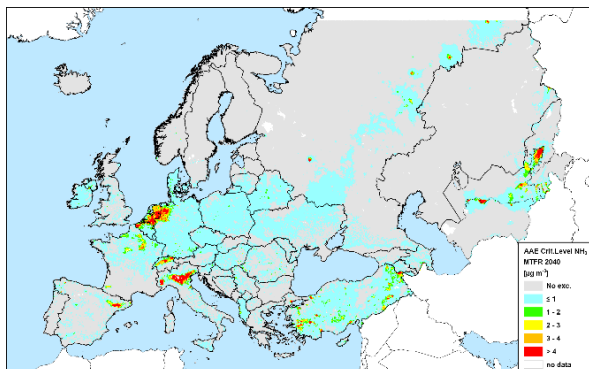 AAE Crit.Level NH₃
MTFR 2040
[µg m⁻³]
No exc.
≤ 1
1 - 2
2 - 3
3 - 4
> 4
no data